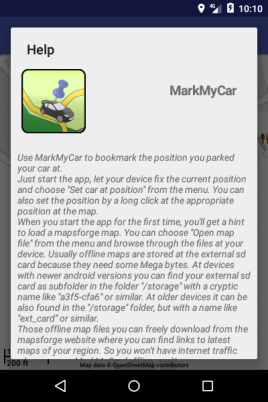 10:10
Help
MarkMyCar
Use MarkMyCar to bookmark the position you parked
your car at.
Just start the app, let your device fix the current position
and choose "Set car at position" from the menu. You can
also set the position by a long click at the appropriate
position at the map.
When you start the app for the first time, you'll get a hint
to load a mapsforge map. You can choose "Open map
file" from the menu and browse through the files at your
device. Usually offline maps are stored at the external sd
card because they need some Mega bytes. At devices
with newer android versions you can find your external sd
card as subfolder in the folder "/storage" with a cryptic
name like "a3f5-cfa6" or similar. At older devices it can be
also found in the "/storage" folder, but with a name like
"ext_card" or similar.
Those offline map files you can freely download from the
mapsforge website where you can find links to latest
maps of your region. So you won't have internet traffic
200 ft
Map data © OpenStreetMap contributors